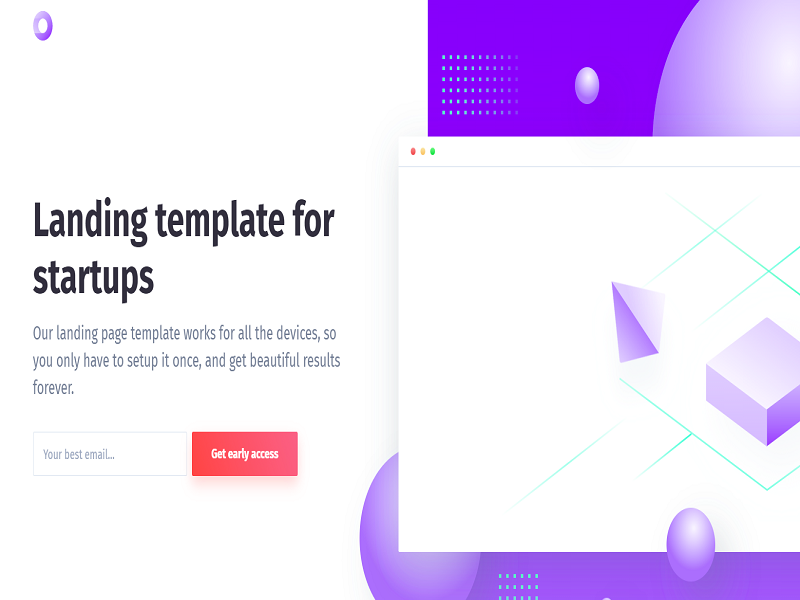 Landing template for
startups
Our landing page template works for all the devices, so
you only have to setup it once, and get beautiful results
forever.
Your best email...
Get early access